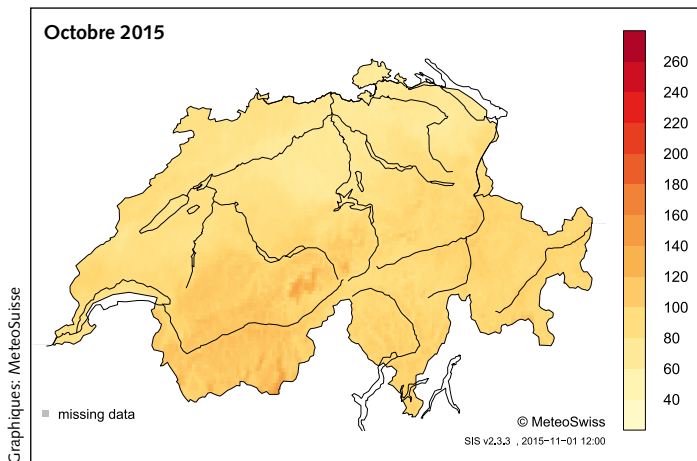 Octobre 2015
260
240
220
200
180
160
140
120
100
80
60
40
missing data
© MeteoSwiss
SIS v2.3.3 , 2015-11-01 12:00
Graphiques: MeteoSuisse